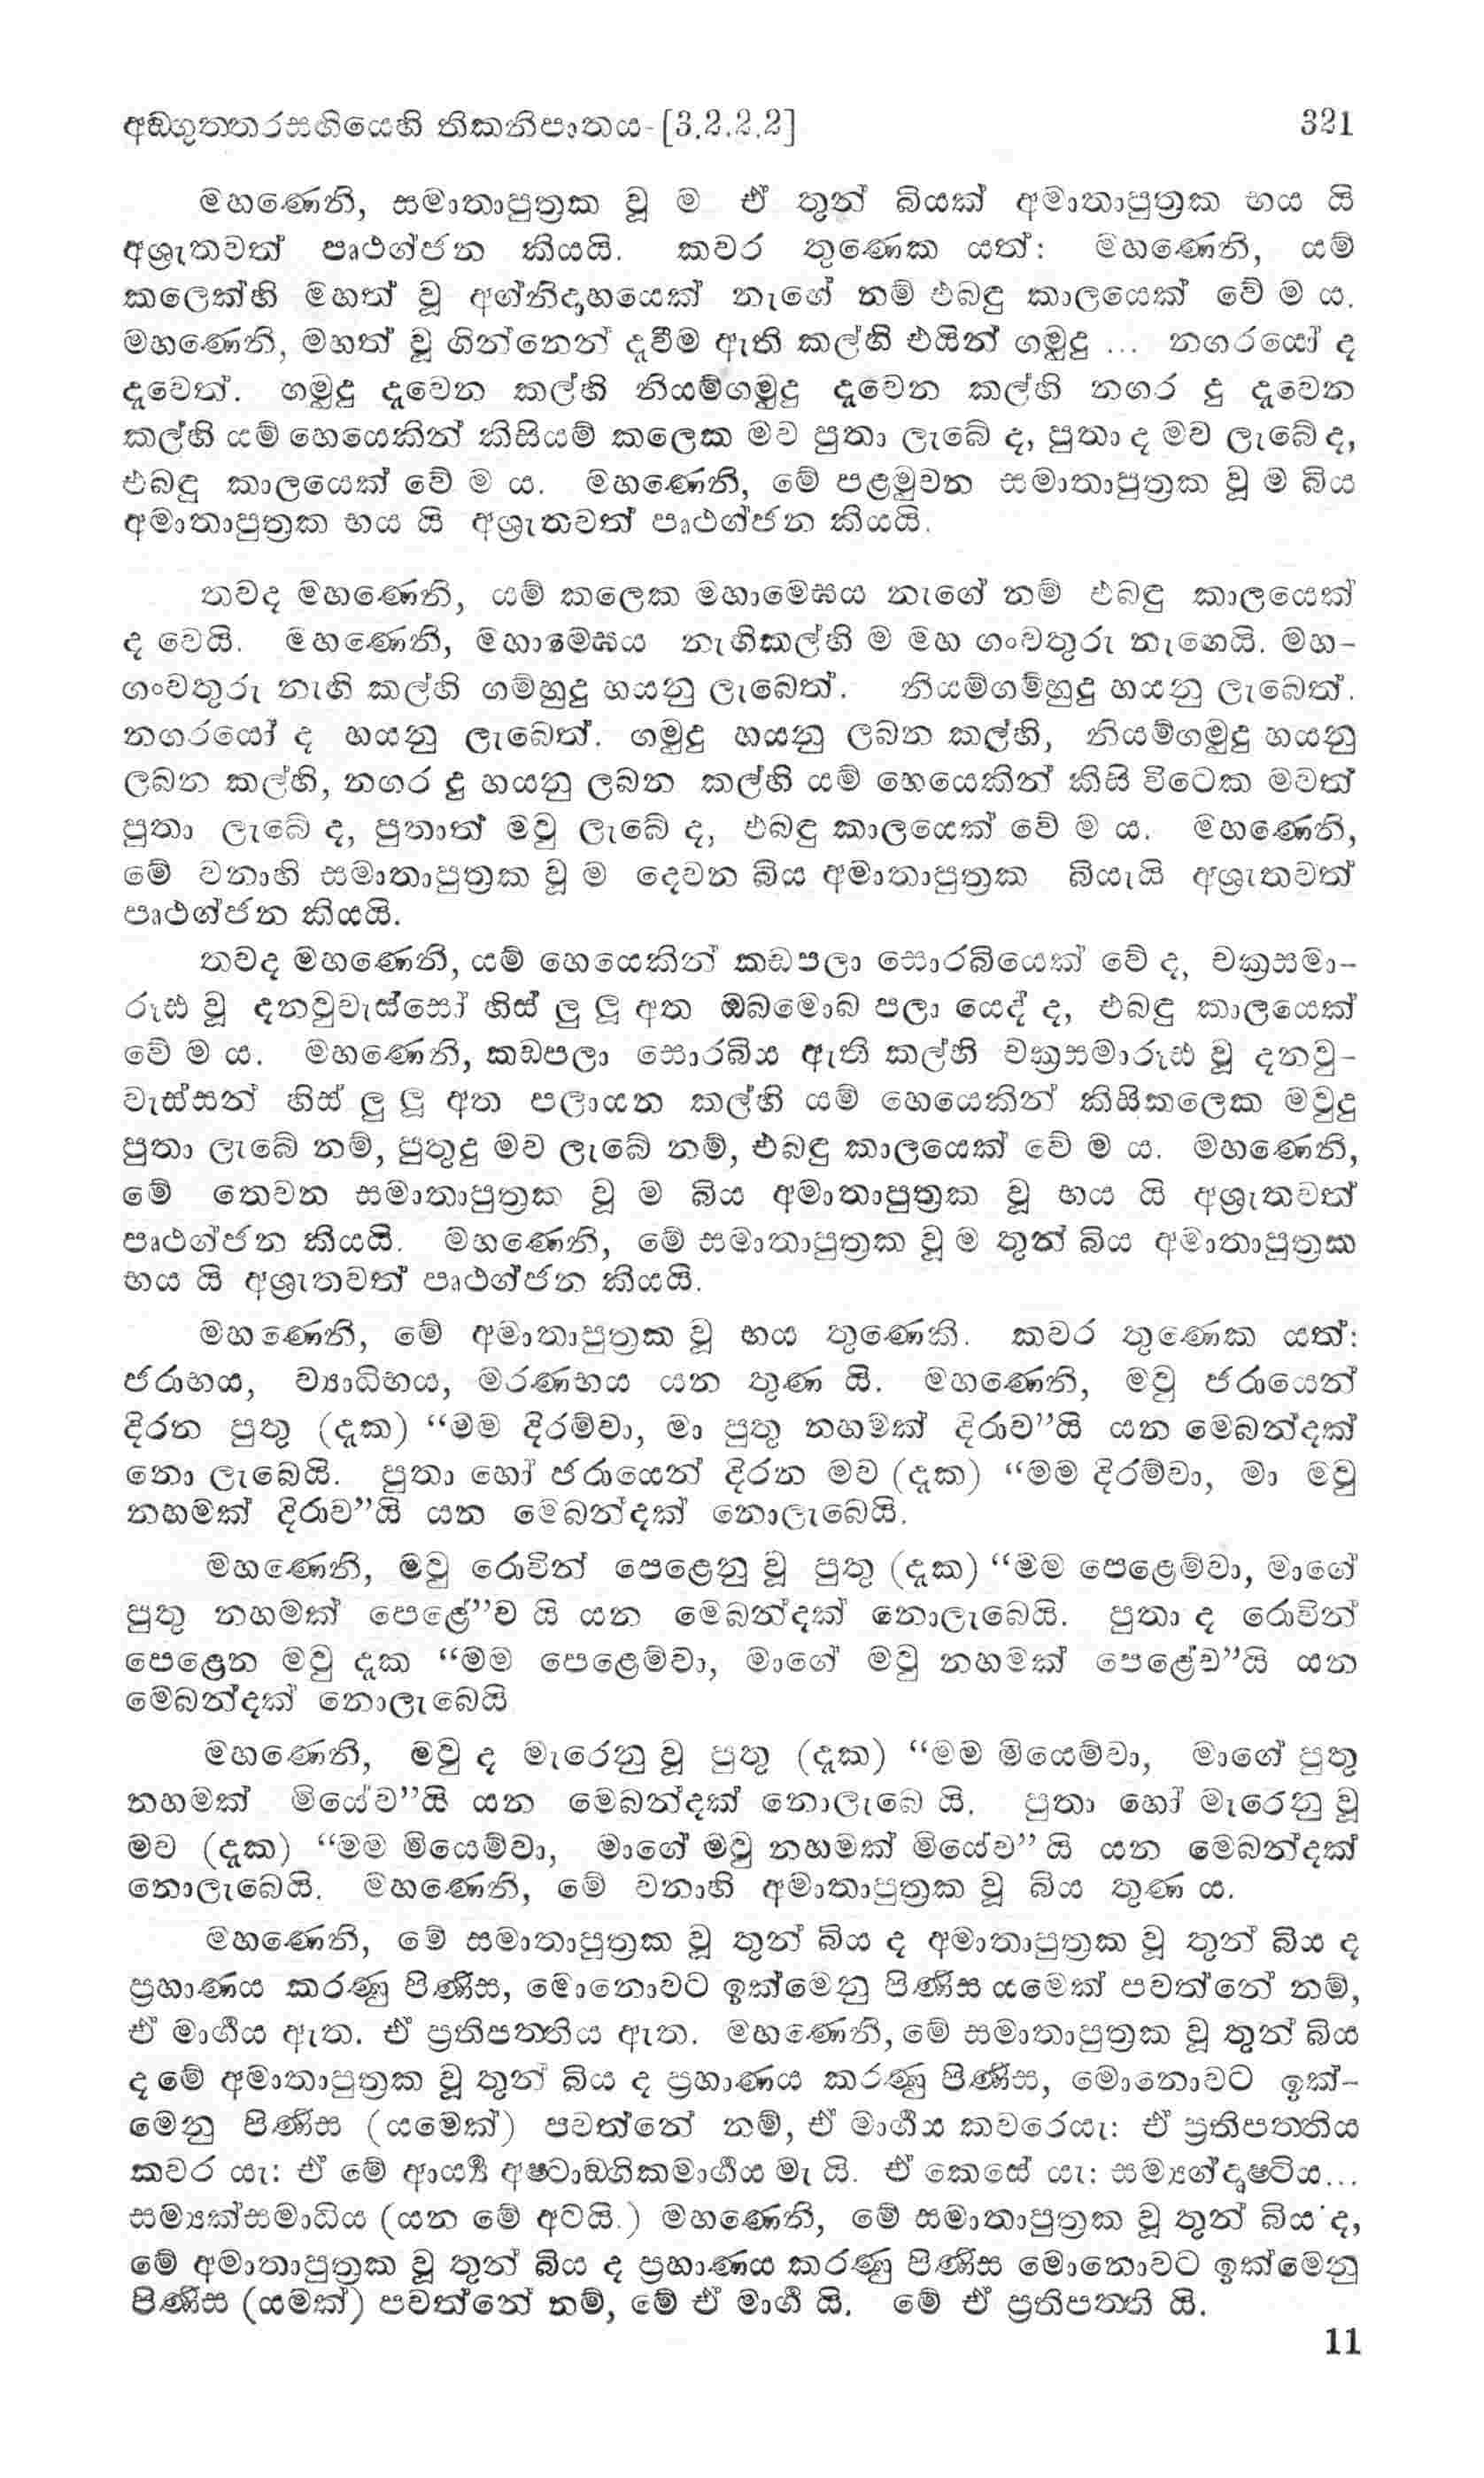 අඞගුත්තරසඟියෙහි තිකනිපාතය-[3.2.2.2] 321
මහණෙනි, සමාතාපුත්‍රක වූ ම ඒ තුන් බියක් අමාතාපුත්‍රක භය යි
අශ්‍රැතවත් පෘථග්ජන කියයි. කවර තුණෙක යත්: මහණෙනි, යම්
කලෙක්හි මහත් වූ අග්නිදාහයෙක් නැගේ නම් එබඳු කාලයෙක් වේ ම ය.
මහණෙනි, මහත් වූ ගින්නෙන් දැවීම ඇති කල්හි එයින් ගම්දු ... නගරයෝ ද
දැවෙත්. ගම්දු දැවෙන කල්හි නියම්ගම්දු දැවෙන කල්හි නගර දු දැවෙන
කල්හි යම් හෙයෙකින් කිසියම් කලෙක මව පුතා ලැබේ ද, පුතා ද මව ලැබේ ද,
එබඳු කාලයෙක් වේ ම ය. මහණෙනි, මේ පළමුවන සමාතාපුත්‍රක වූ ම බිය
අමාතාපුත්‍රක භය යි අශ්‍රැතවත් පෘථග්ජන කියයි.
තවද මහණෙනි, යම් කලෙක මහාමෙඝය නැගේ නම් එබඳු කාලයෙක්
ද වෙයි. මහණෙනි, මහාමෙඝය නැඟිකල්හි ම මහ ගංවතුරු නැඟෙයි. මහ-
ගංවතුරු නැඟි කල්හි ගම්හුදු හයනු ලැබෙත්. නියම්ගම්හුදු හයනු ලැබෙත්.
නගරයෝ ද හයනු ලැබෙත්. ගමුදු හයනු ලබන කල්හි, නියම්ගමුදු හයනු
ලබන කල්හි, නගර දු හයනු ලබන කල්හි යම් හෙයෙකින් කිසි විටෙක මවත්
පුතා ලැබේ ද, පුතාත් මවු ලැබේ ද, එබඳු කාලයෙක් වේ ම ය. මහණෙනි,
මේ වනාහි සමාතාපුත්‍රක වූ ම දෙවන බිය අමාතාපුත්‍රක බියැයි අශ්‍රැතවත්
පෘථග්ජන කියයි.
තවද මහණෙනි, යම් හෙයෙකින් කඩපලා සොරබියෙක් වේ ද, චක්‍රසමා-
රූඪ වූ දනවුවැස්සෝ හිස් ලු ලූ අත ඔබමොබ පලා යෙද් ද, එබඳු කාලයෙක්
වේ ම ය. මහණෙනි, කඩපලා සොරබිය ඇති කල්හි චක්‍රසමාරූඪ වූ දනවු-
වැස්සන් හිස් ලු ලූ අත පලායන කල්හි යම් හෙයෙකින් කිසිකලෙක මවුදු
පුතා ලැබේ නම්, පුතුදු මව ලැබේ නම්, එබඳු කාලයෙක් වේ ම ය. මහණෙනි,
මේ තෙවන සමාතාපුත්‍රක වූ ම බිය අමාතාපුත්‍රක වූ භය යි අශ්‍රැතවත්
පෘථග්ජන කියයි. මහණෙනි, මේ සමාතාපුත්‍රක වූ ම තුන් බිය අමාතාපුත්‍රක
භය යි අශ්‍රැතවත් පෘථග්ජන කියයි.
මහණෙනි, මේ අමාතාපුත්‍රක වූ භය තුණෙකි. කවර තුණෙක යත්:
ජරාභය, ව්‍යාධිභය, මරණභය යන තුණ යි. මහණෙනි, මවු ජරායෙන්
දිරන පුතු (දැක) “මම දිරම්වා, මා පුතු නහමක් දිරාව”යි යන මෙබන්දක්
නො ලැබෙයි. පුතා හෝ ජරායෙන් දිරන මව (දැක) “මම දිරම්වා, මා මවු
නහමක් දිරාව”යි යන මෙබන්දක් නොලැබෙයි.
මහණෙනි, මවු රොවින් පෙළෙනු වූ පුතු (දැක) “මම පෙළෙම්වා, මාගේ
පුතු නහමක් පෙළේ”ව යි යන මෙබන්දක් නොලැබෙයි. පුතා ද රොවින්
පෙළෙන මවු දැක “මම පෙළෙම්වා, මාගේ මවු නහමක් පෙළේව”යි යන
මෙබන්දක් නොලැබෙයි
මහණෙනි, මවු ද මැරෙනු වූ පුතු (දැක) “මම මියෙම්වා, මාගේ පුතු
නහමක් මියේව”යි යන මෙබන්දක් නොලැබෙ යි. පුතා හෝ මැරෙනු වූ
මව (දැක) “මම මියෙම්වා, මාගේ මවු නහමක් මියේව” යි යන මෙබන්දක්
නොලැබෙයි. මහණෙනි, මේ වනාහි අමාතාපුත්‍රක වූ බිය තුණ ය.
මහණෙනි, මේ සමාතාපුත්‍රක වූ තුන් බිය ද අමාතාපුත්‍රක වූ තුන් බිය ද
ප්‍රහාණය කරණු පිණිස, මොනොවට ඉක්මෙනු පිණිස යමෙක් පවත්නේ නම්,
ඒ මාර්‍ගය ඇත. ඒ ප්‍රතිපත්තිය ඇත. මහණෙනි, මේ සමාතාපුත්‍රක වූ තුන් බිය
ද මේ අමාතාපුත්‍රක වූ තුන් බිය ද ප්‍රහාණය කරණු පිණිස, මොනොවට ඉක්-
මෙනු පිණිස (යමෙක්) පවත්නේ නම්, ඒ මාර්‍ගය කවරෙයැ: ඒ ප්‍රතිපත්තිය
කවර යැ: ඒ මේ ආර්‍ය්‍ය අෂ්ටාඞගිකමාර්‍ගය මැ යි. ඒ කෙසේ යැ: සම්‍යග්දෘෂ්ටිය...
සම්‍යක්සමාධිය (යන මේ අටයි.) මහණෙනි, මේ සමාතාපුත්‍රක වූ තුන් බිය ද,
මේ අමාතාපුත්‍රක වූ තුන් බිය ද ප්‍රහාණය කරණු පිණිස මොනොවට ඉක්මෙනු
පිණිස (යමක්) පවත්නේ නම්, මේ ඒ මාර්‍ග යි. මේ ඒ ප්‍රතිපත්ති යි.
11